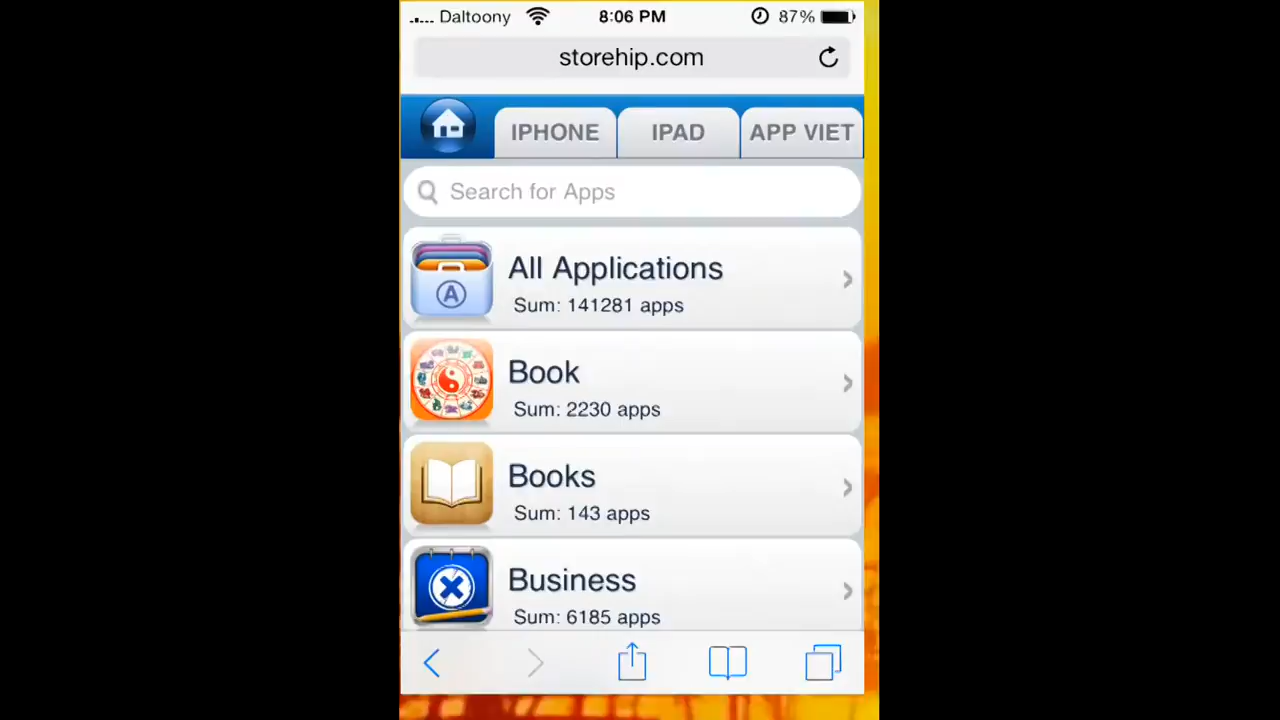 Daltoony 8:06 PM 87%
storehip.com
IPHONE IPAD APP VIET
Search for Apps
All Applications
Sum: 141281 apps
Book
Sum: 2230 apps
Books
Sum: 143 apps
Business
Sum: 6185 apps